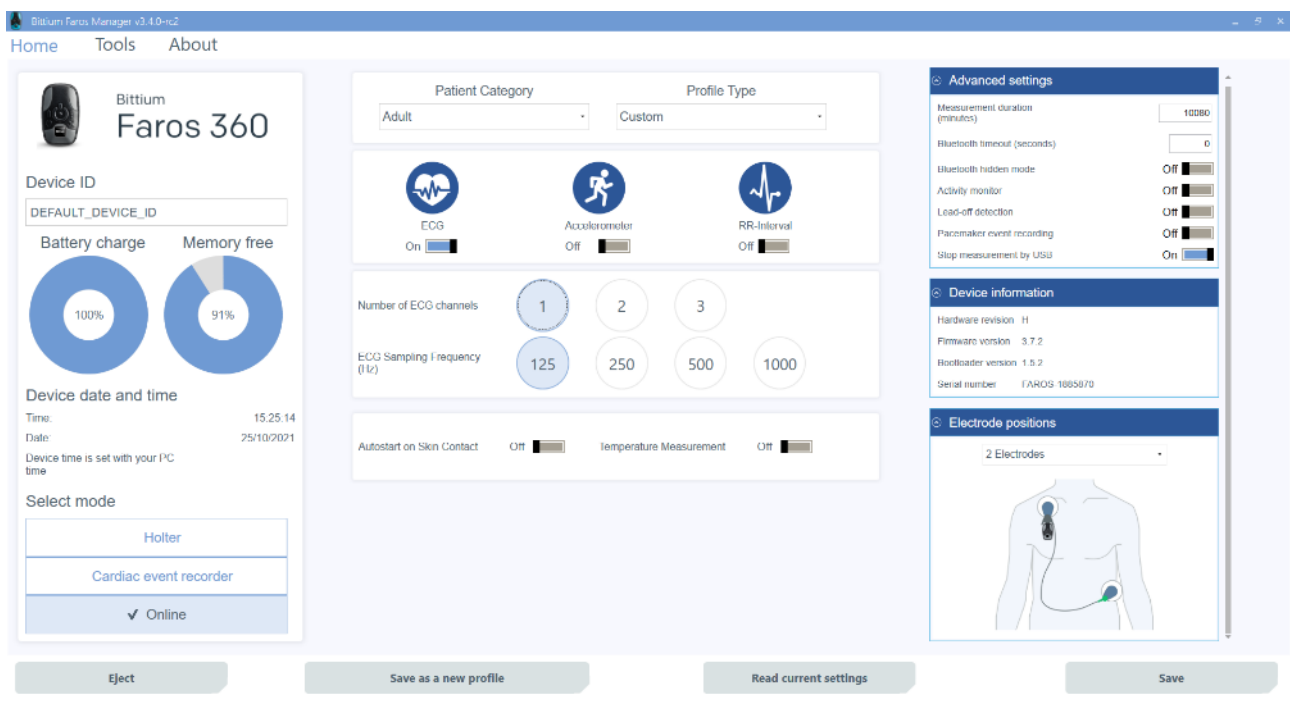 Bittium Faros Manager v3.4.0-rc2
Home Tools About
Bittium
Faros 360
Device ID
DEFAULT_DEVICE_ID
Battery charge Memory free
100% 91%
Device date and time
Time: 15.25.14
Date: 25/10/2021
Device time is set with your PC
time
Select mode
Holter
Cardiac event recorder
✓ Online
Patient Category Profile Type
Adult Custom
ECG Accelerometer RR-Interval
On Off Off
Number of ECG channels 1 2 3
ECG Sampling Frequency
(Hz) 125 250 500 1000
Autostart on Skin Contact Off Temperature Measurement Off
Advanced settings
Measurement duration
(minutes) 10080
Bluetooth timeout (seconds) 0
Bluetooth hidden mode Off
Activity monitor Off
Lead-off detection Off
Pacemaker event recording Off
Stop measurement by USB On
Device information
Hardware revision H
Firmware version 3.7.2
Bootloader version 1.5.2
Serial number FAROS-1885870
Electrode positions
2 Electrodes
Eject Save as a new profile Read current settings Save